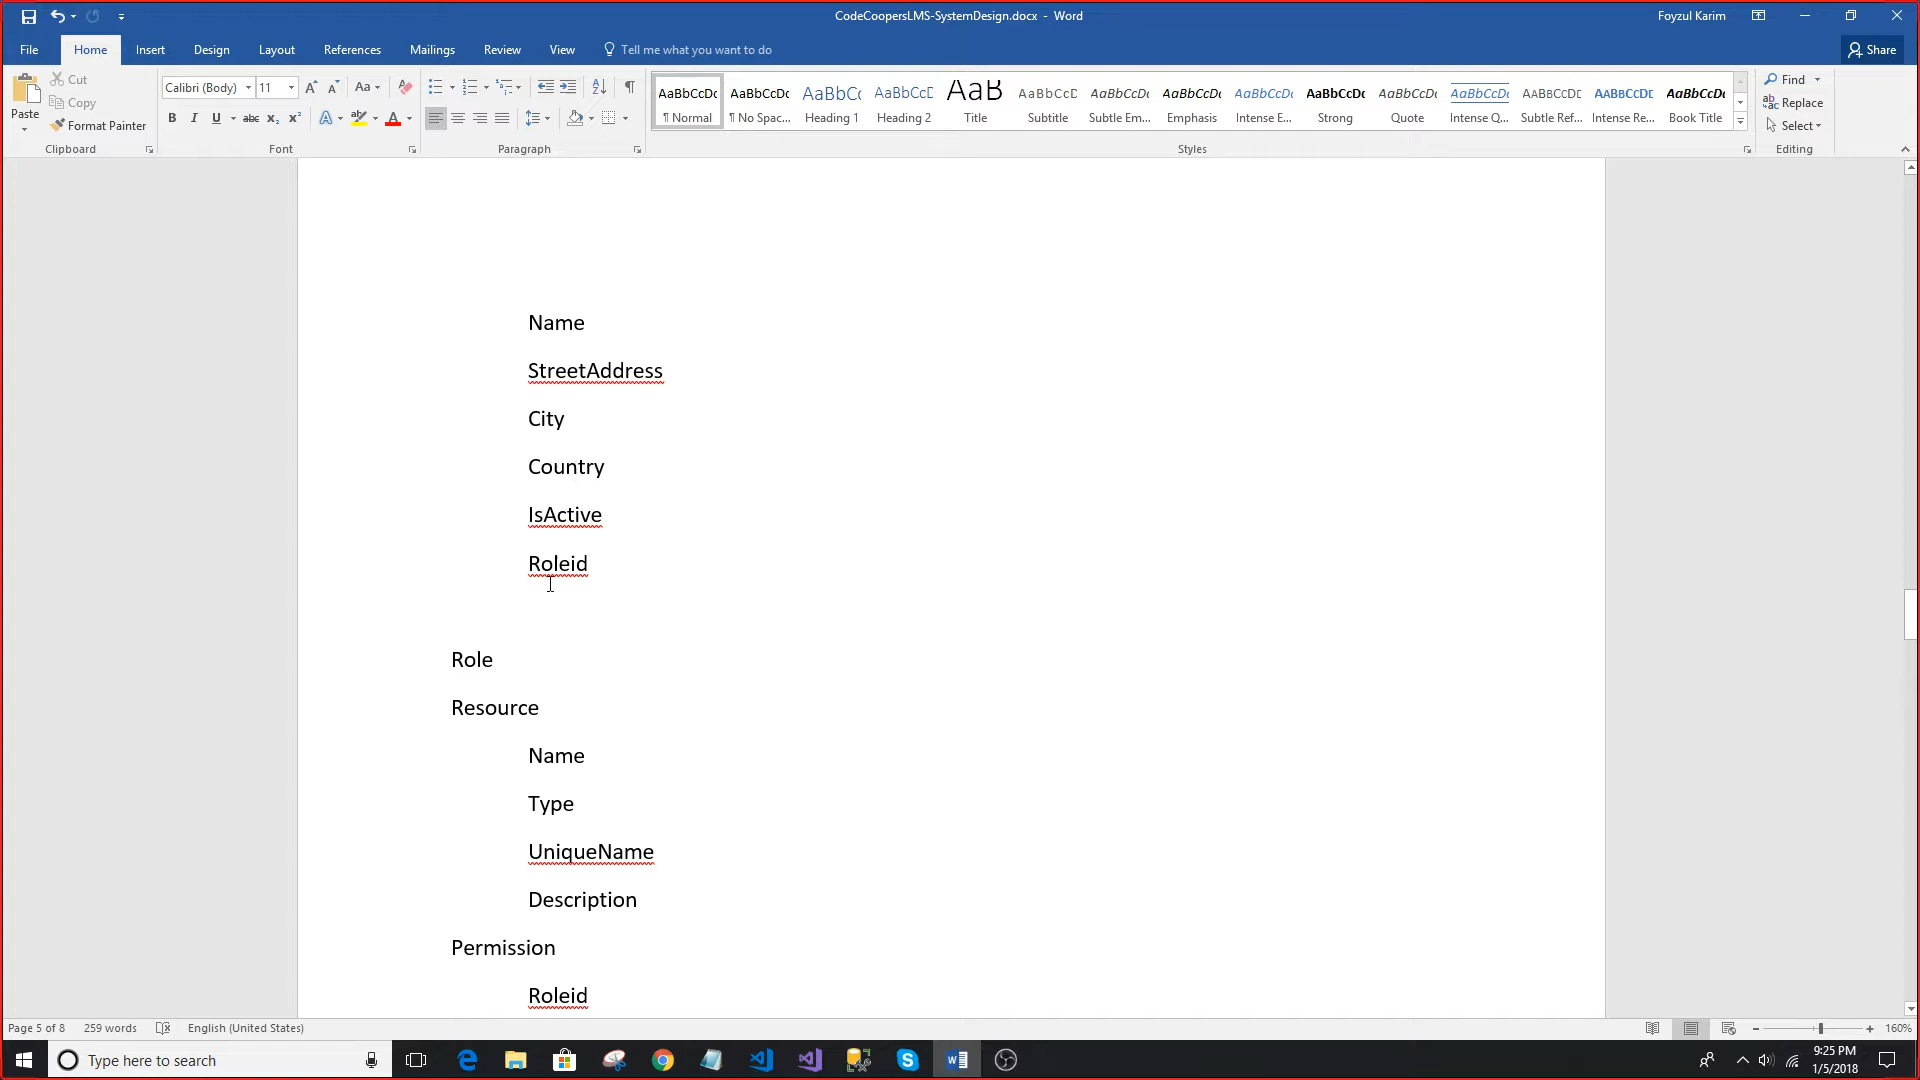 CodeCoopersLMS-SystemDesign.docx - Word
Foyzul Karim
File Home Insert Design Layout References Mailings Review View Tell me what you want to do
Share
Paste
Cut
Copy
Format Painter
Clipboard
Calibri (Body) 11
Font
Paragraph
AaBbCcDc AaBbCcDc AaBbCc AaBbCcD AaB AaBbCcD AaBbCcDc AaBbCcDc AaBbCcDc AaBbCcDc AaBbCcDc AaBbCcDc AABBCCDD AABBCCDD AaBbCcDc
¶ Normal ¶ No Spac... Heading 1 Heading 2 Title Subtitle Subtle Em... Emphasis Intense E... Strong Quote Intense Q... Subtle Ref... Intense Re... Book Title
Styles
Find
Replace
Select
Editing
Name
StreetAddress
City
Country
IsActive
Roleid
Role
Resource
Name
Type
UniqueName
Description
Permission
Roleid
Page 5 of 8 259 words English (United States) 160%
Type here to search
9:25 PM
1/5/2018